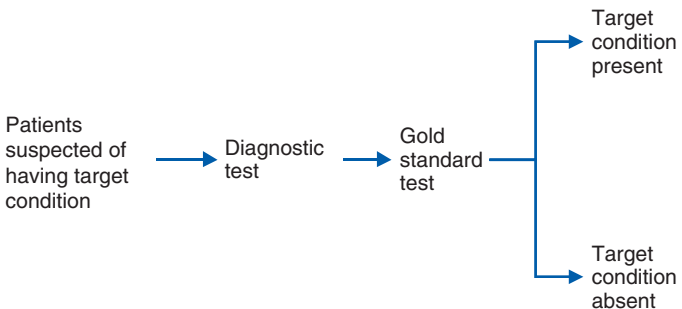 Patients
suspected of
having target
condition
Diagnostic
test
Gold
standard
test
Target
condition
present
Target
condition
absent